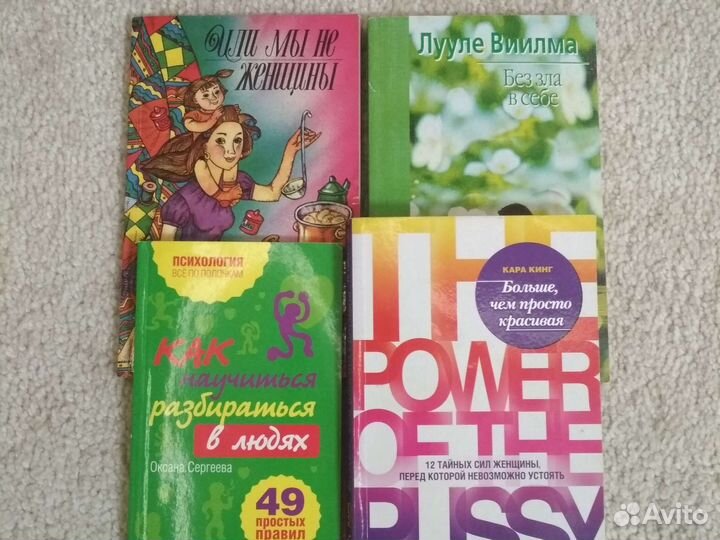 Или мы не
женщины
Лууле Виилма
Без зла
в себе
ПСИХОЛОГИЯ
ВСЁ ПО ПОЛОЧКАМ
КАК
научиться
разбираться
в людях
Оксана Сергеева
49
простых
правил
THE
POWER
OF THE
PUSSY
КАРА КИНГ
Больше,
чем просто
красивая
12 ТАЙНЫХ СИЛ ЖЕНЩИНЫ,
ПЕРЕД КОТОРОЙ НЕВОЗМОЖНО УСТОЯТЬ
Avito